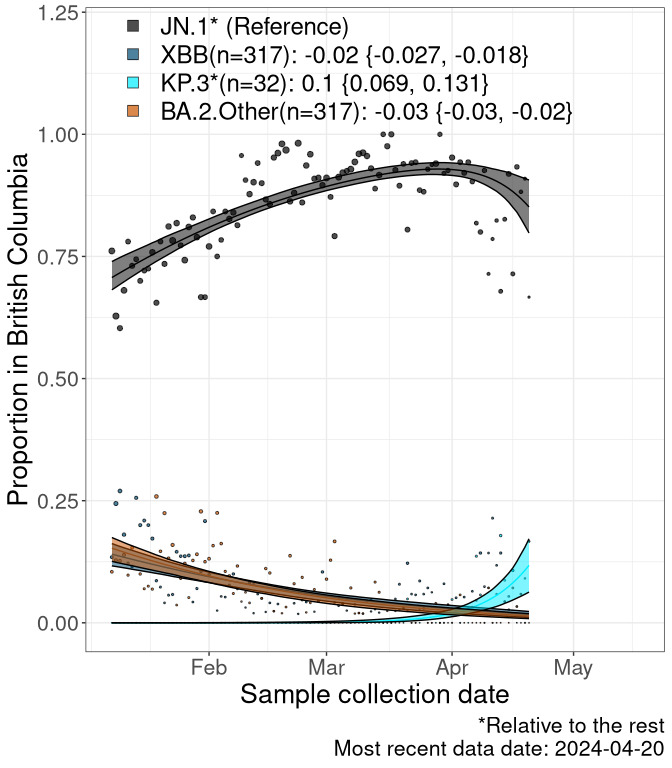 JN.1* (Reference)
XBB(n=317): -0.02 {-0.027, -0.018}
KP.3*(n=32): 0.1 {0.069, 0.131}
BA.2.Other(n=317): -0.03 {-0.03, -0.02}
1.25
1.00
0.75
0.50
0.25
0.00
Proportion in British Columbia
Feb Mar Apr May
Sample collection date
*Relative to the rest
Most recent data date: 2024-04-20